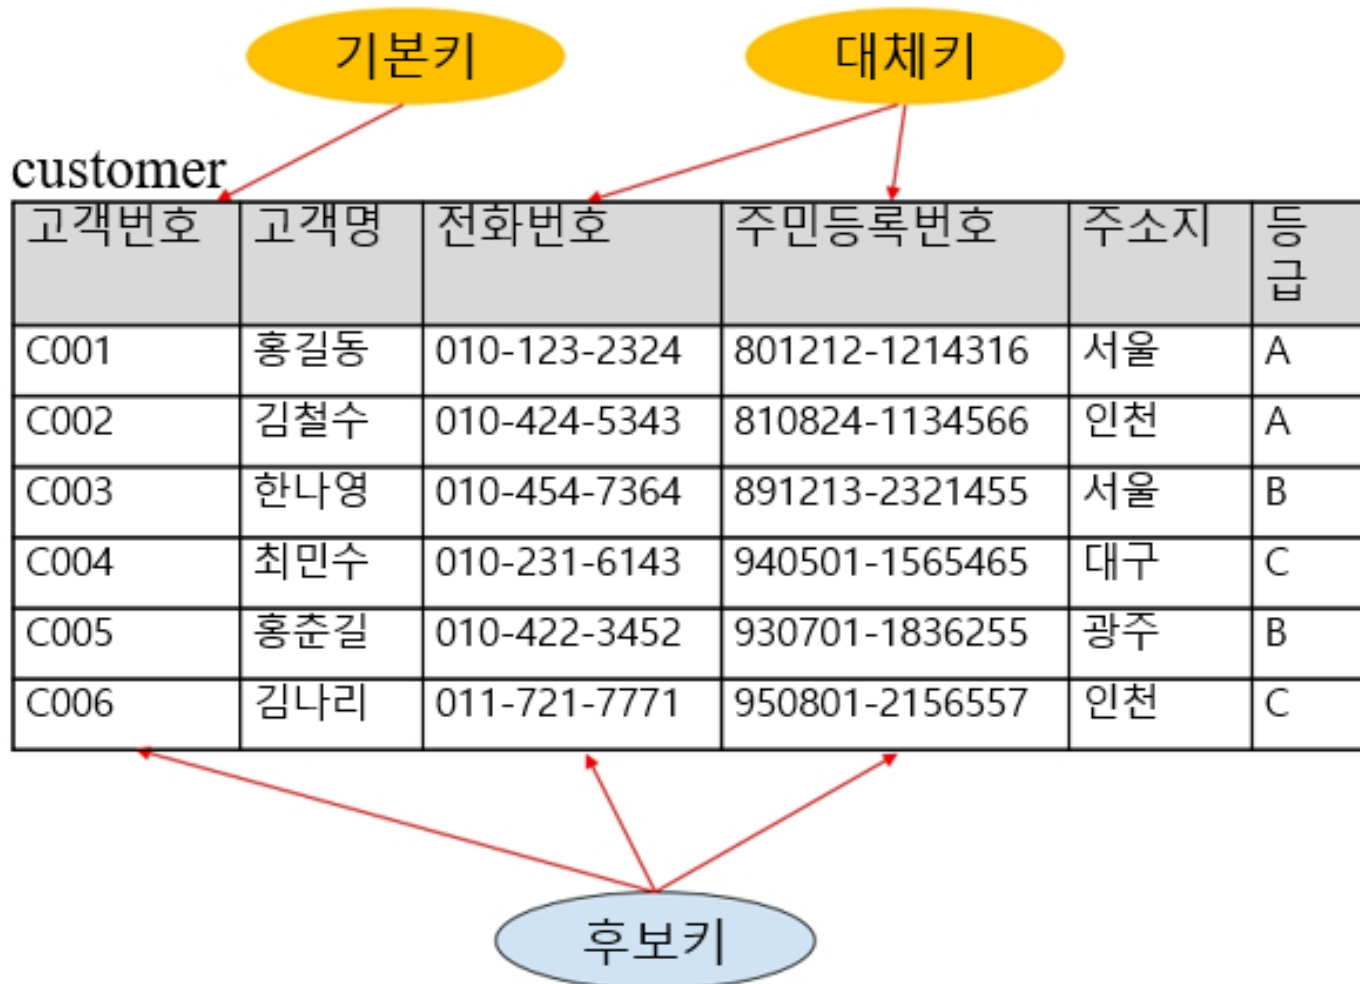 기본키 대체키
customer
고객번호 고객명 전화번호 주민등록번호 주소지 등
급
C001 홍길동 010-123-2324 801212-1214316 서울 A
C002 김철수 010-424-5343 810824-1134566 인천 A
C003 한나영 010-454-7364 891213-2321455 서울 B
C004 최민수 010-231-6143 940501-1565465 대구 C
C005 홍춘길 010-422-3452 930701-1836255 광주 B
C006 김나리 011-721-7771 950801-2156557 인천 C
후보키